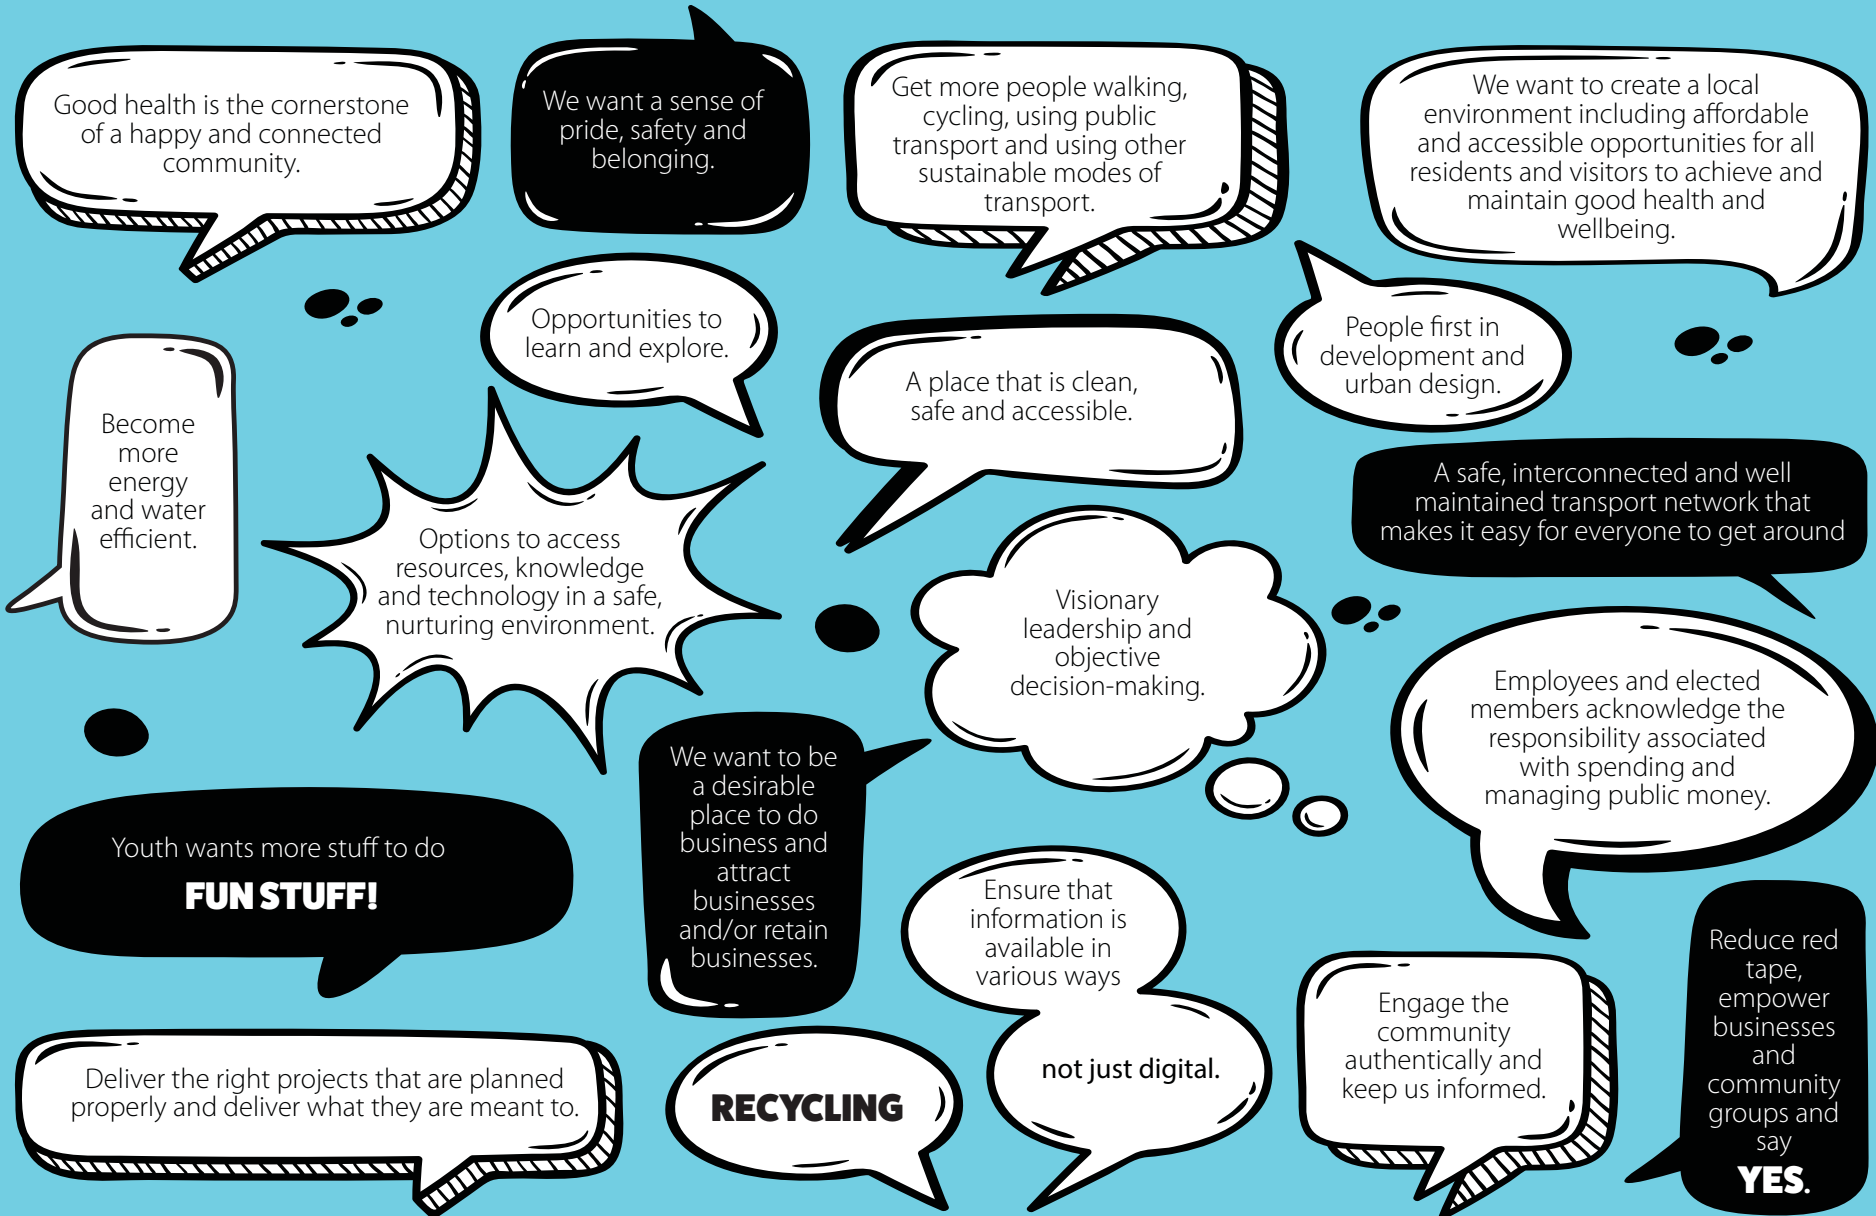 Good health is the cornerstone
of a happy and connected
community.
We want a sense of
pride, safety and
belonging.
Get more people walking,
cycling, using public
transport and using other
sustainable modes of
transport.
We want to create a local
environment including affordable
and accessible opportunities for all
residents and visitors to achieve and
maintain good health and
wellbeing.
Opportunities to
learn and explore.
People first in
development and
urban design.
A place that is clean,
safe and accessible.
Become
more
energy
and water
efficient.
A safe, interconnected and well
maintained transport network that
makes it easy for everyone to get around
Options to access
resources, knowledge
and technology in a safe,
nurturing environment.
Visionary
leadership and
objective
decision-making.
Employees and elected
members acknowledge the
responsibility associated
with spending and
managing public money.
We want to be
a desirable
place to do
business and
attract
businesses
and/or retain
businesses.
Youth wants more stuff to do
FUN STUFF!
Ensure that
information is
available in
various ways
not just digital.
Reduce red
tape,
empower
businesses
and
community
groups and
say
YES.
Engage the
community
authentically and
keep us informed.
Deliver the right projects that are planned
properly and deliver what they are meant to.
RECYCLING